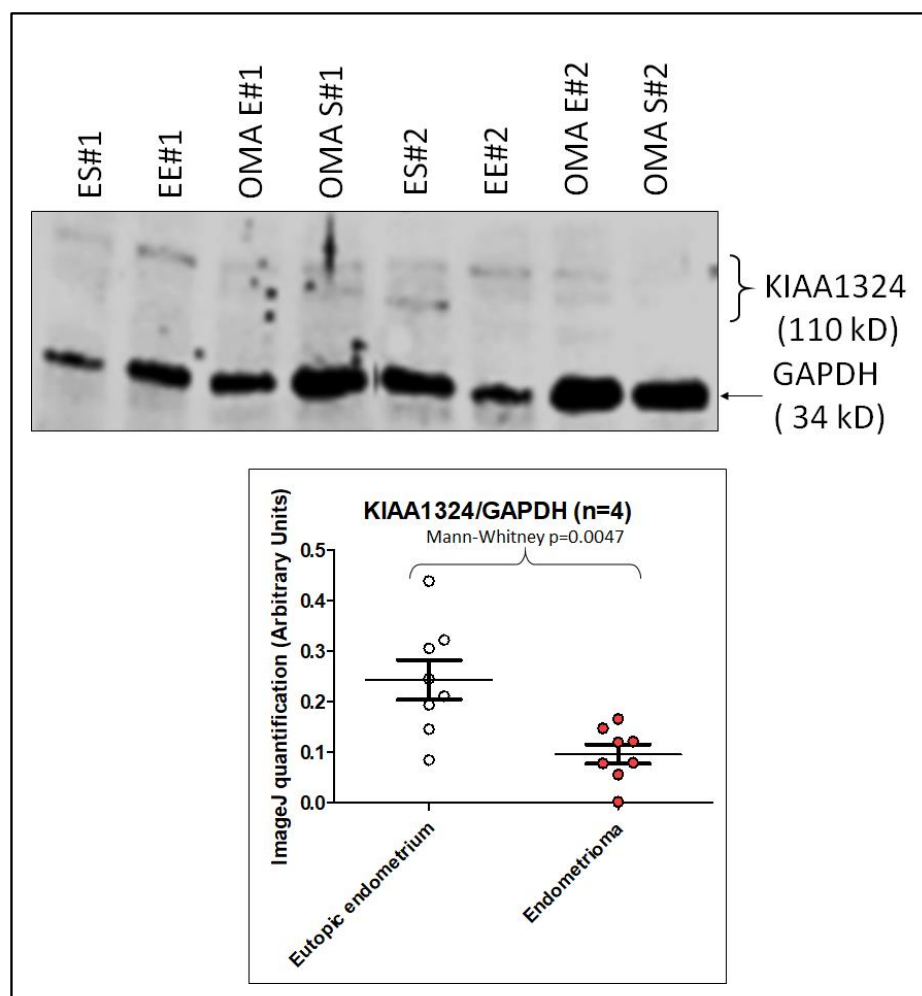 ES#1
EE#1
OMA E#1
OMA S#1
ES#2
EE#2
OMA E#2
OMA S#2
KIAA1324
(110 kD)
GAPDH
( 34 kD)
KIAA1324/GAPDH (n=4)
Mann-Whitney p=0.0047
ImageJ quantification (Arbitrary Units)
0.5
0.4
0.3
0.2
0.1
0.0
Eutopic endometrium
Endometrioma